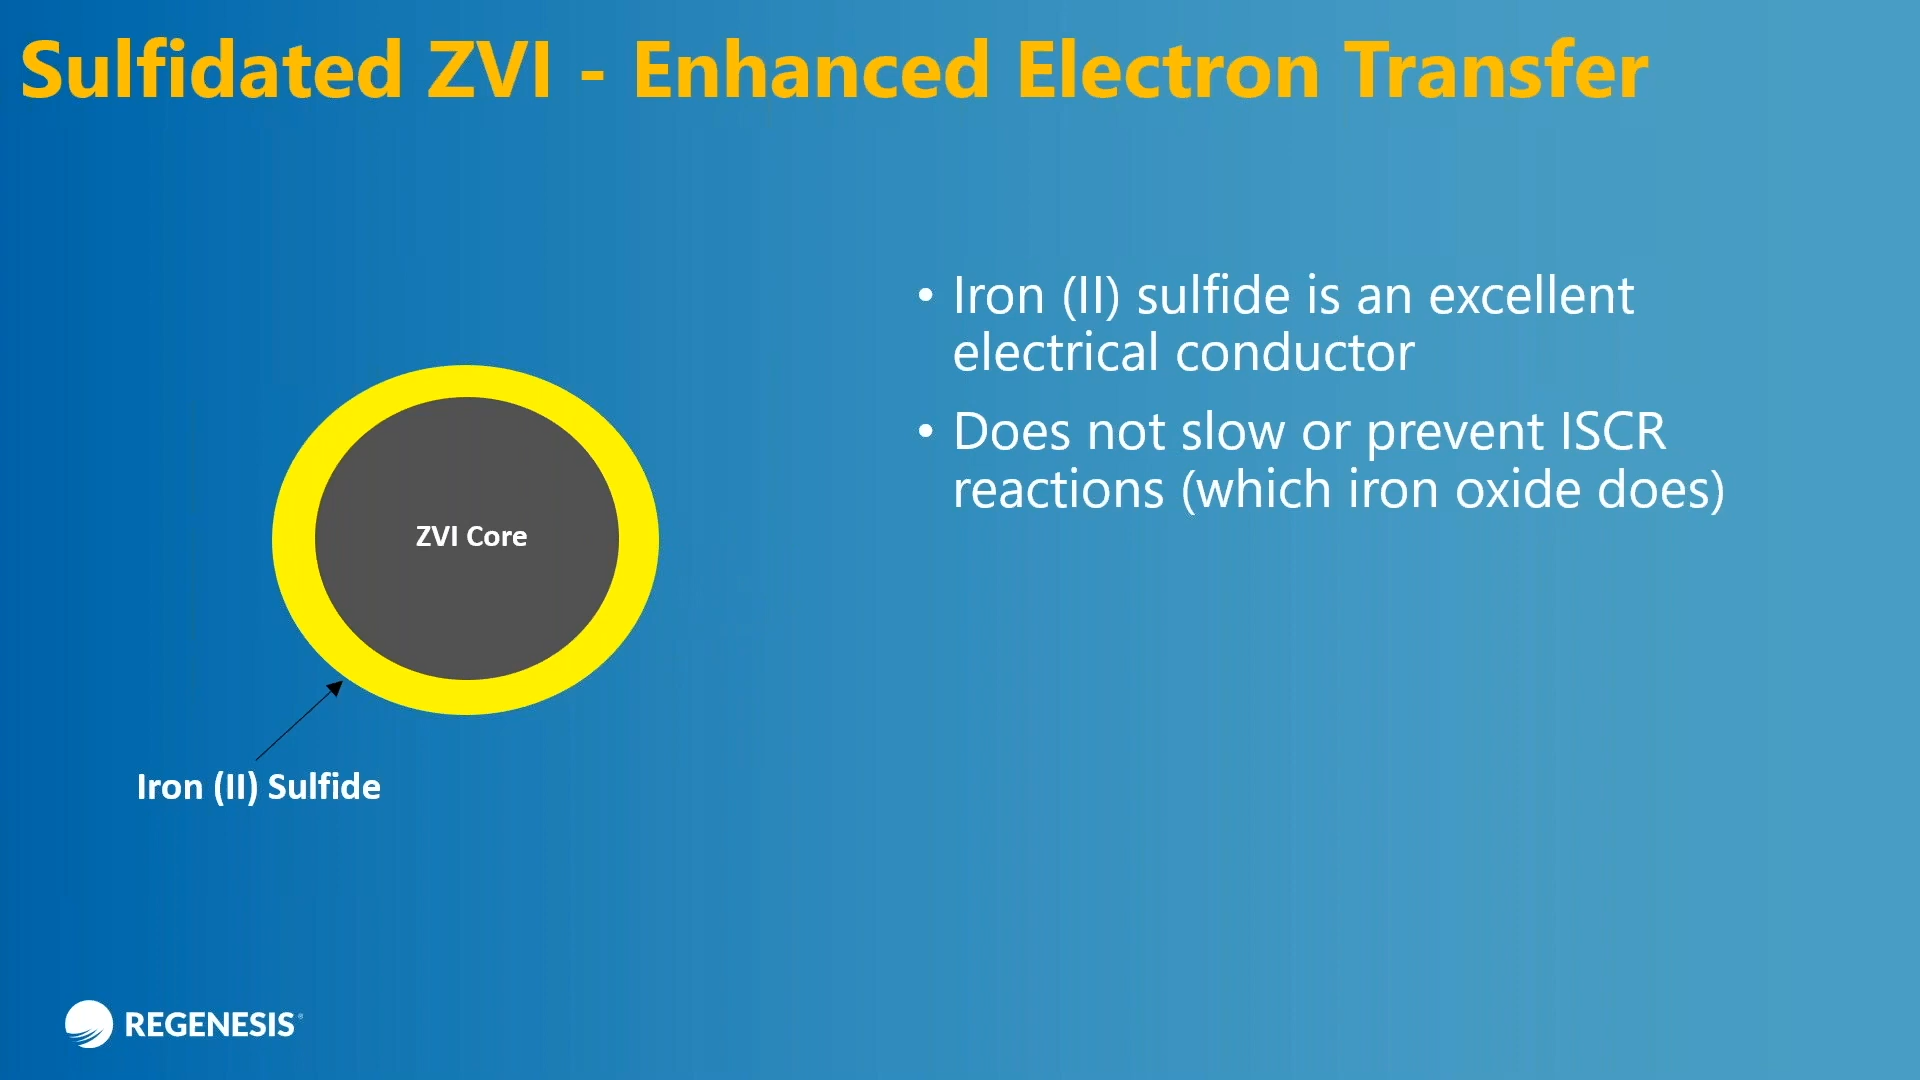 Sulfidated ZVI - Enhanced Electron Transfer
• Iron (II) sulfide is an excellent
electrical conductor
• Does not slow or prevent ISCR
reactions (which iron oxide does)
ZVI Core
Iron (II) Sulfide
REGENESIS®